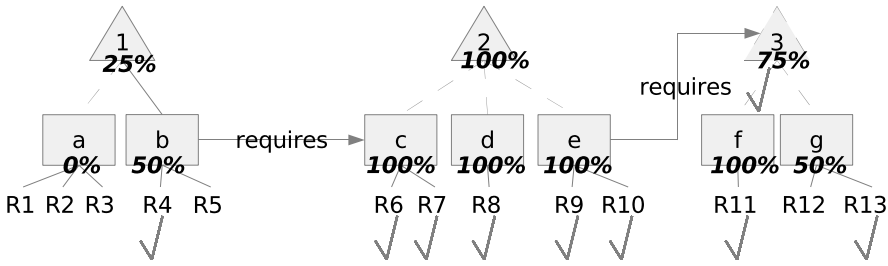 1
25%
2
100%
3
75%
requires
a
0%
b
50%
requires
c
100%
d
100%
e
100%
f
100%
g
50%
R1 R2 R3 R4 R5 R6 R7 R8 R9 R10 R11 R12 R13